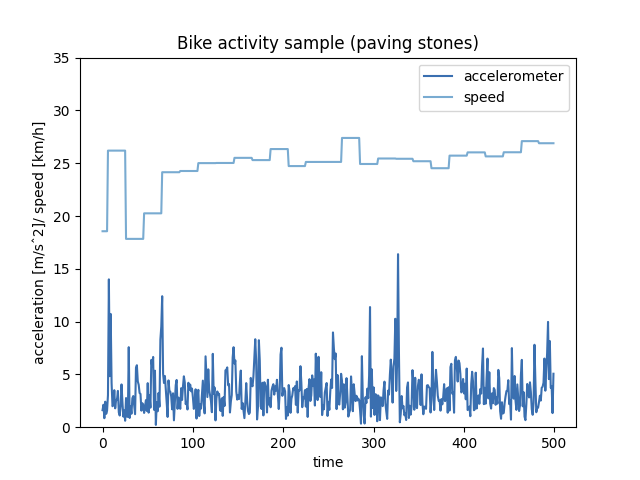 Bike activity sample (paving stones)
accelerometer
speed
acceleration [m/s^2]/ speed [km/h]
35
30
25
20
15
10
5
0
0 100 200 300 400 500
time